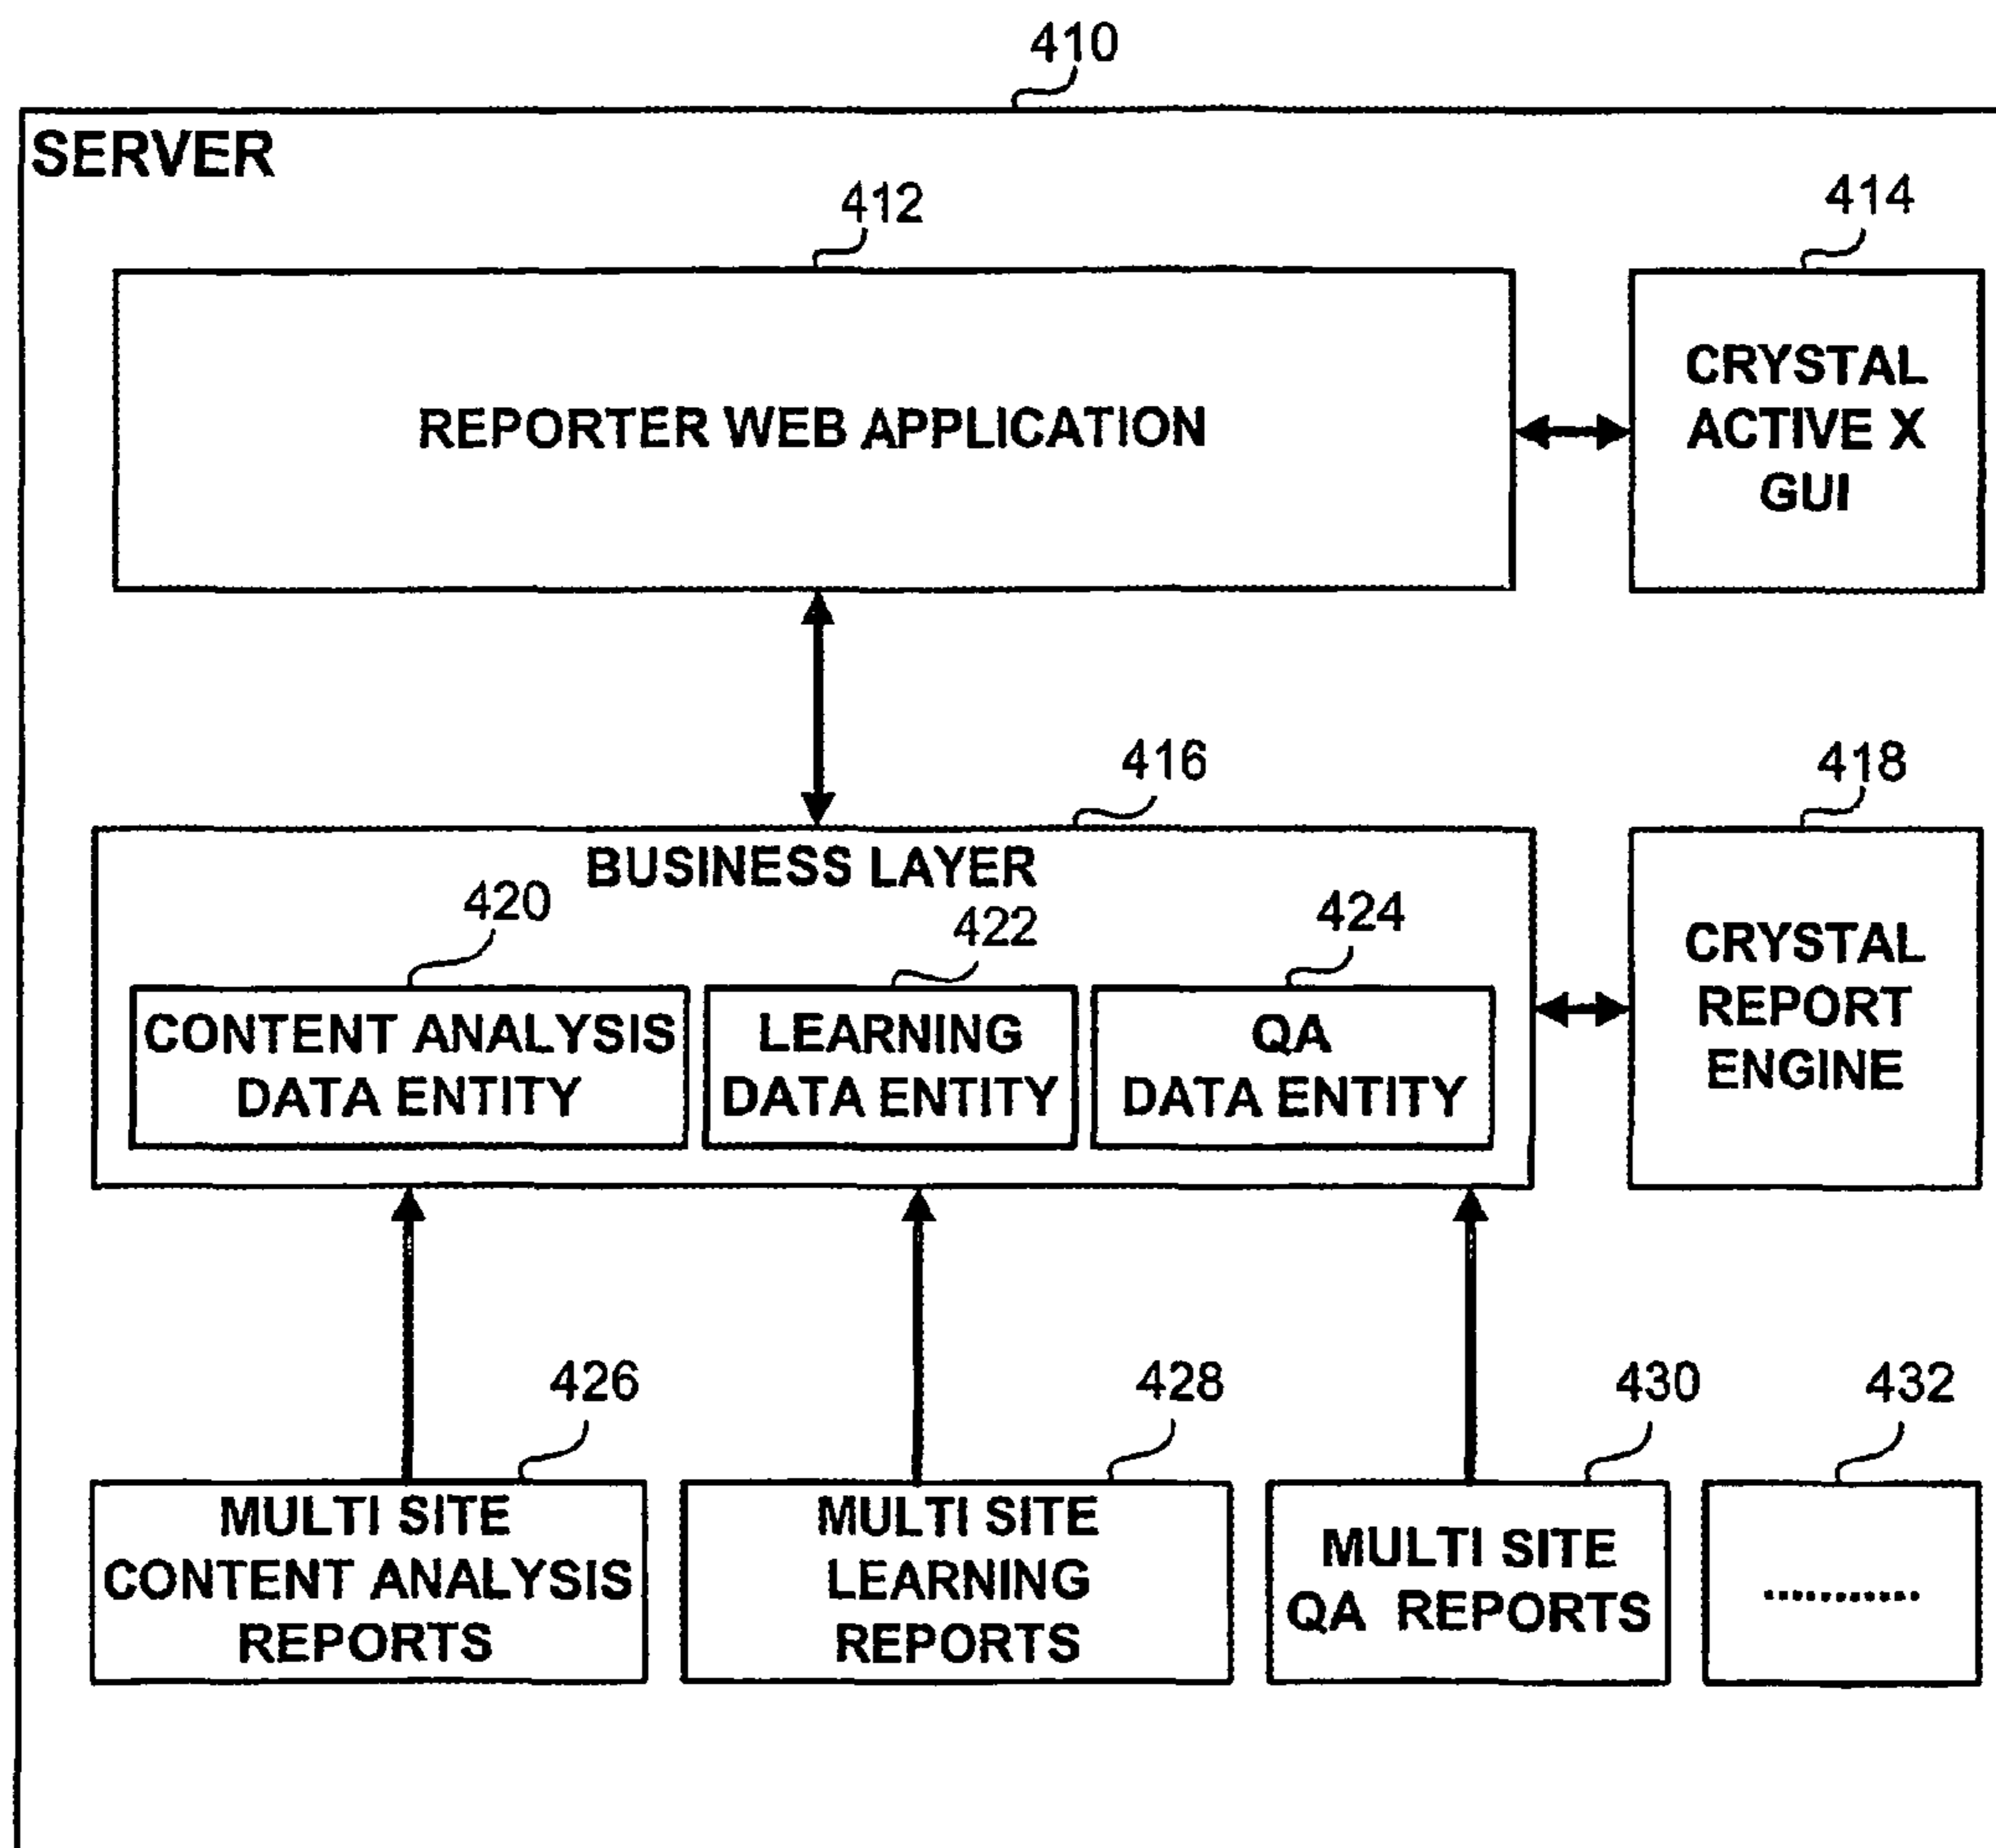 410
SERVER
412
414
REPORTER WEB APPLICATION
CRYSTAL
ACTIVE X
GUI
416
418
BUSINESS LAYER
420
422
424
CONTENT ANALYSIS
DATA ENTITY
LEARNING
DATA ENTITY
QA
DATA ENTITY
CRYSTAL
REPORT
ENGINE
426
428
430
432
MULTI SITE
CONTENT ANALYSIS
REPORTS
MULTI SITE
LEARNING
REPORTS
MULTI SITE
QA REPORTS
...........